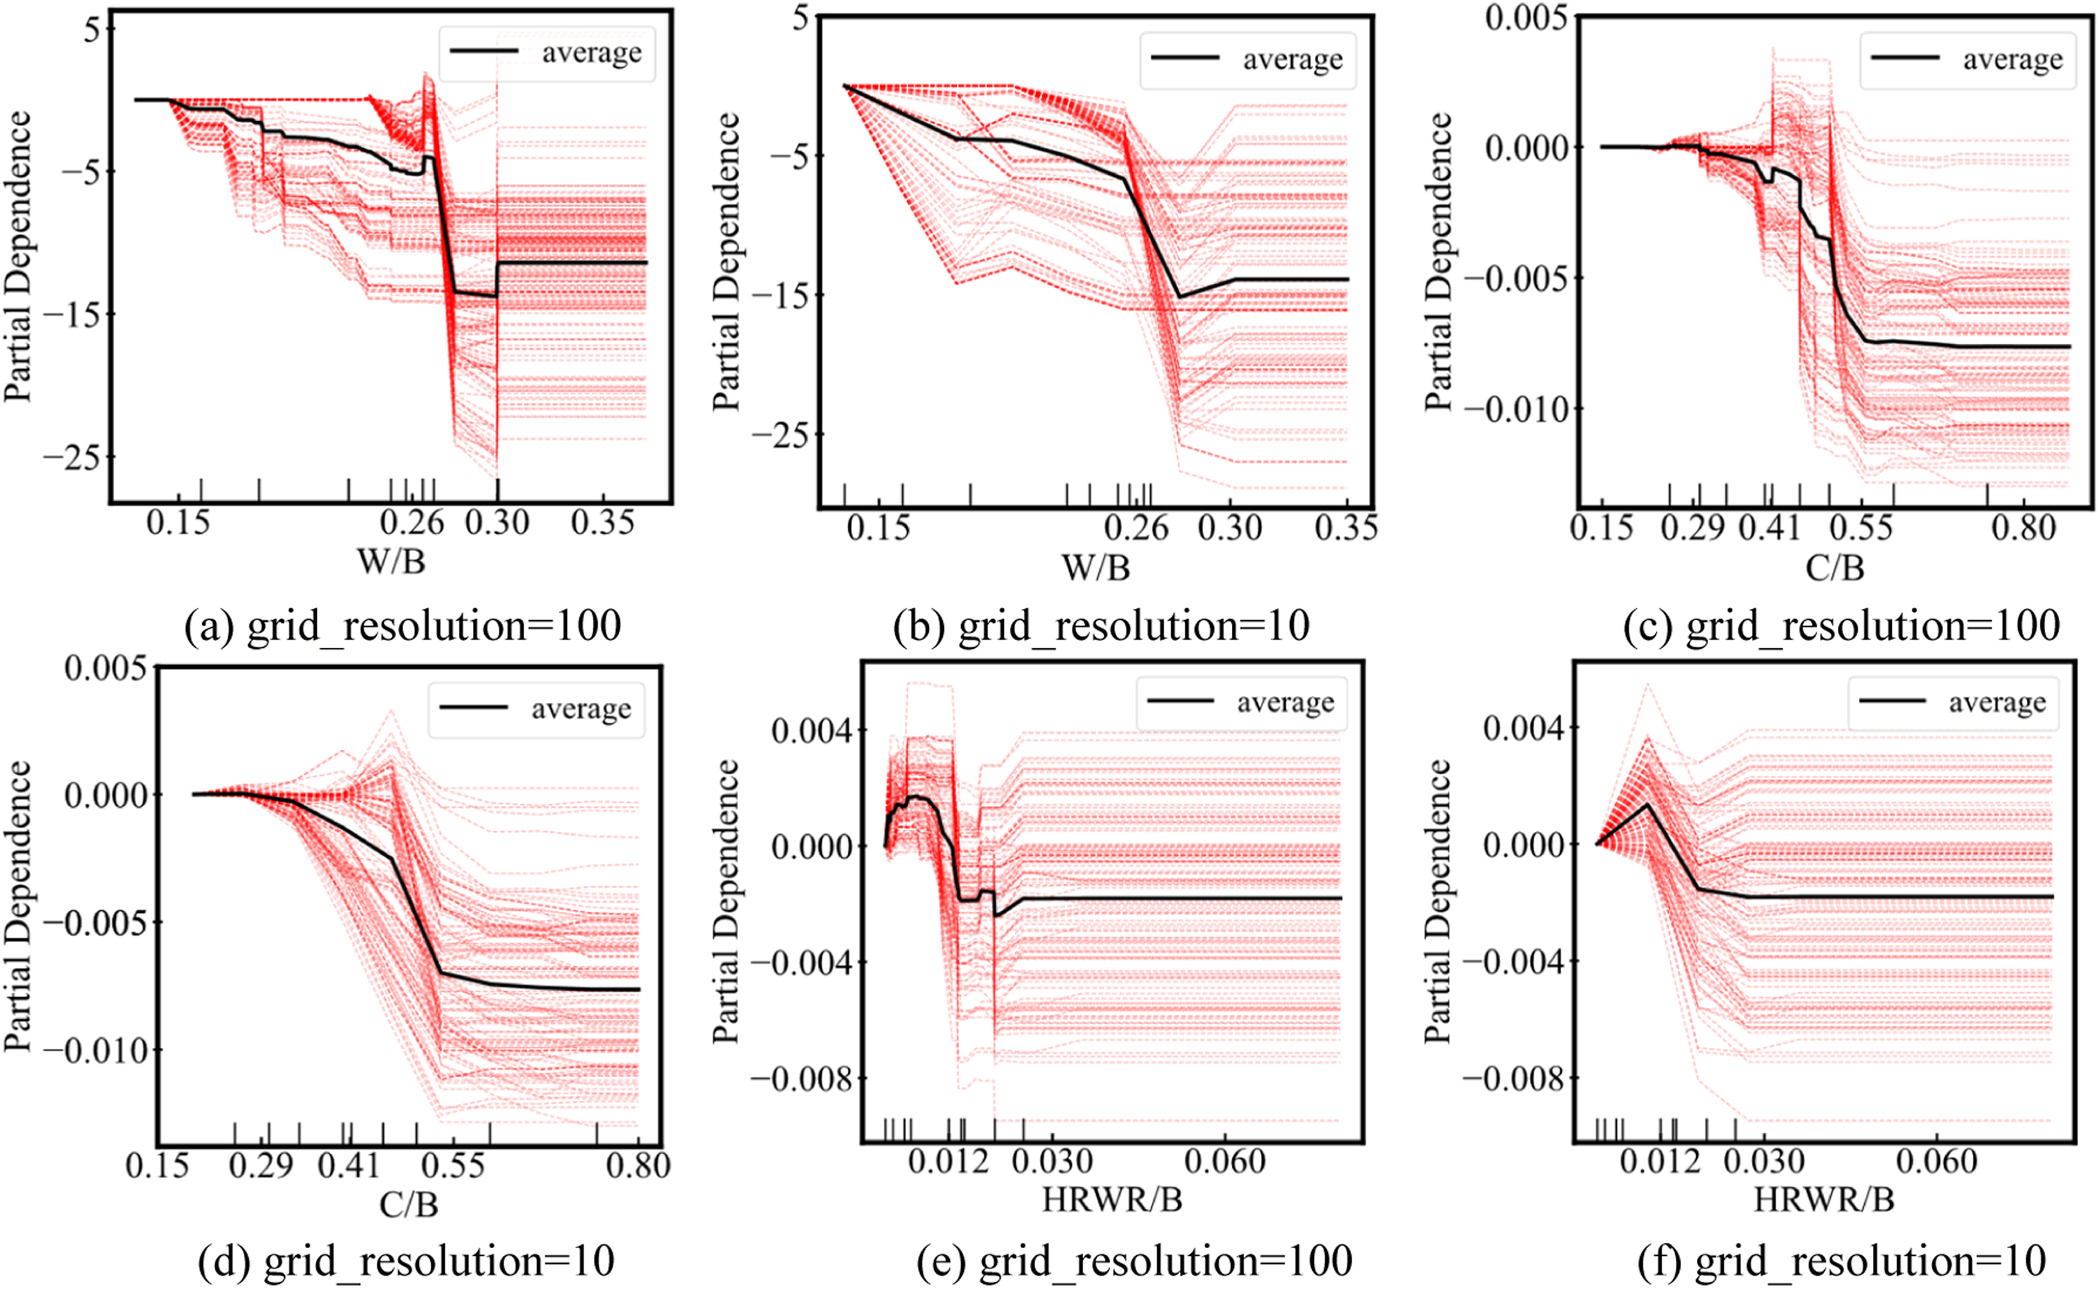 5
−5
−15
−25
Partial Dependence
average
0.15 0.26 0.30 0.35
W/B
(a) grid_resolution=100
5
−5
−15
−25
Partial Dependence
average
0.15 0.26 0.30 0.35
W/B
(b) grid_resolution=10
0.005
0.000
−0.005
−0.010
Partial Dependence
average
0.15 0.29 0.41 0.55 0.80
C/B
(c) grid_resolution=100
0.005
0.000
−0.005
−0.010
Partial Dependence
average
0.15 0.29 0.41 0.55 0.80
C/B
(d) grid_resolution=10
0.004
0.000
−0.004
−0.008
Partial Dependence
average
0.012 0.030 0.060
HRWR/B
(e) grid_resolution=100
0.004
0.000
−0.004
−0.008
Partial Dependence
average
0.012 0.030 0.060
HRWR/B
(f) grid_resolution=10